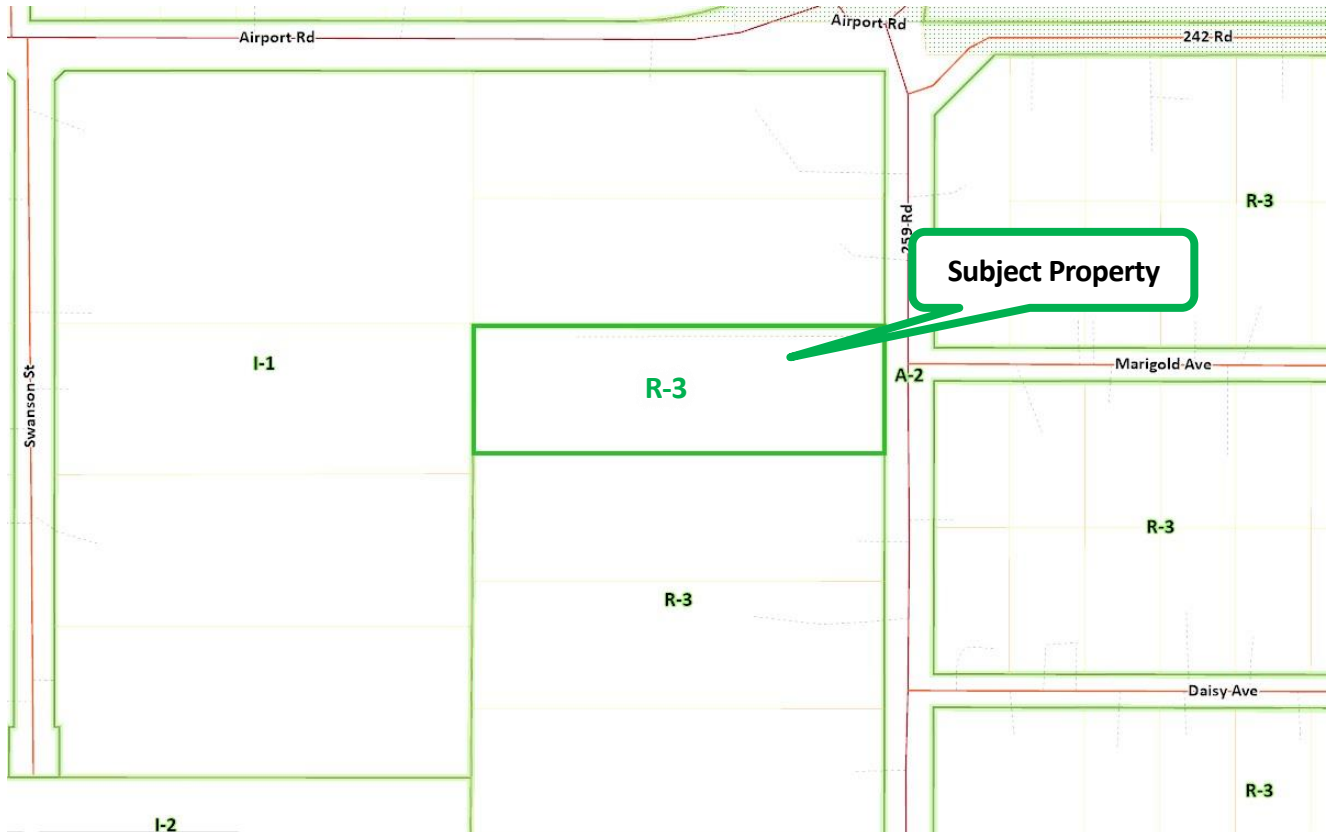 Airport Rd
Airport Rd
242 Rd
R-3
259 Rd
Subject Property
I-1
R-3
A-2
Marigold Ave
Swanson St
R-3
R-3
Daisy Ave
R-3
I-2